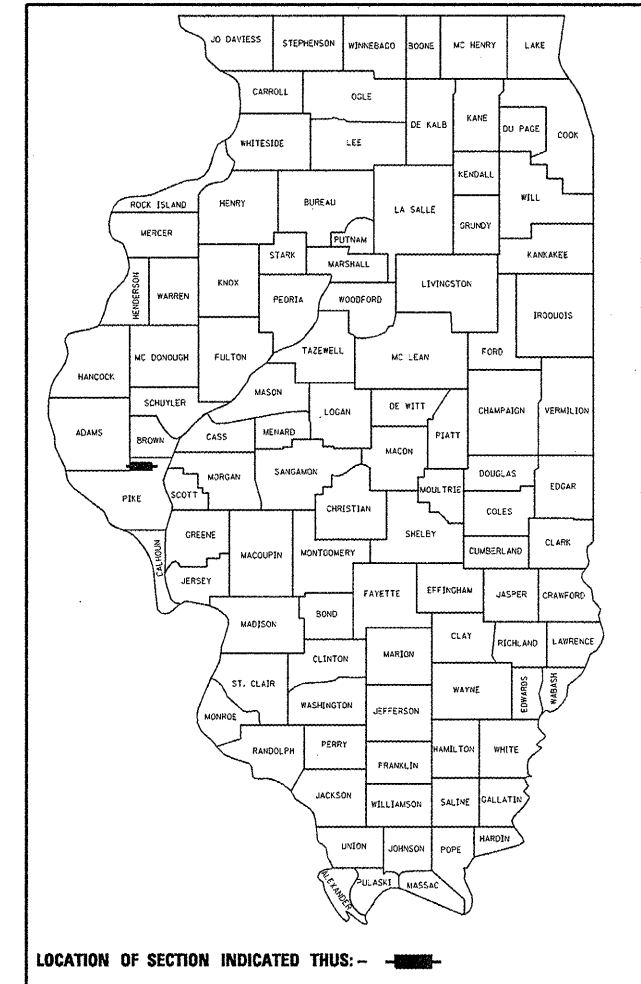 JO DAVIESS STEPHENSON WINNEBAGO BOONE MC HENRY LAKE
CARROLL OGLE DE KALB KANE DU PAGE COOK
WHITESIDE LEE
KENDALL WILL
ROCK ISLAND HENRY BUREAU LA SALLE GRUNDY
MERCER PUTNAM
STARK MARSHALL KANKAKEE
HENDERSON WARREN KNOX PEORIA WOODFORD LIVINGSTON IROQUOIS
TAZEWELL MC LEAN FORD
HANCOCK MC DONOUGH FULTON
MASON
SCHUYLER LOGAN DE WITT CHAMPAIGN VERMILION
ADAMS BROWN CASS MENARD MACON PIATT
SANGAMON DOUGLAS EDGAR
PIKE SCOTT MORGAN MOULTRIE
CHRISTIAN COLES
GREENE SHELBY
CALHOUN MACOUPIN MONTGOMERY CUMBERLAND CLARK
JERSEY FAYETTE EFFINGHAM JASPER CRAWFORD
MADISON BOND
CLAY RICHLAND LAWRENCE
CLINTON MARION
ST. CLAIR WAYNE EDWARDS WABASH
MONROE WASHINGTON JEFFERSON
RANDOLPH PERRY HAMILTON WHITE
FRANKLIN
JACKSON WILLIAMSON SALINE GALLATIN
UNION JOHNSON POPE HARDIN
ALEXANDER PULASKI MASSAC
LOCATION OF SECTION INDICATED THUS: -